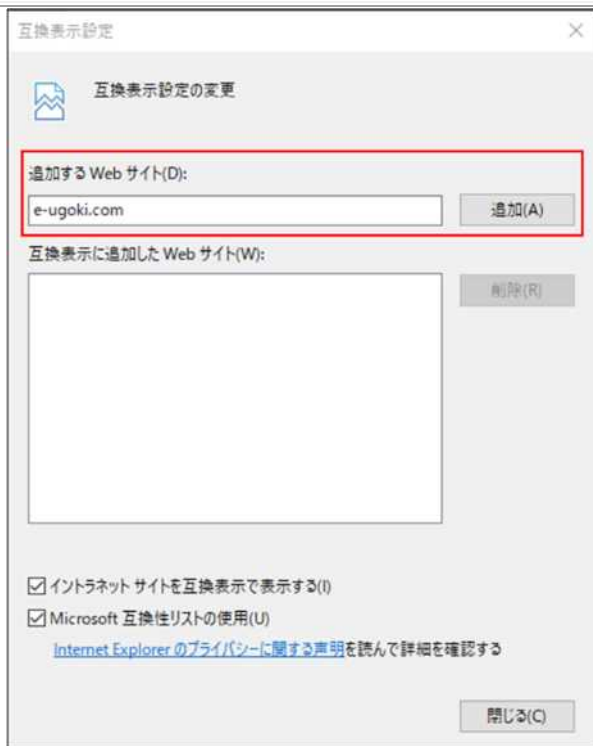 互換表示設定
互換表示設定の変更
追加する Web サイト(D):
e-ugoki.com
追加(A)
互換表示に追加した Web サイト(W):
削除(R)
イントラネット サイトを互換表示で表示する(I)
Microsoft 互換性リストの使用(U)
Internet Explorer のプライバシーに関する声明を読んで詳細を確認する
閉じる(C)